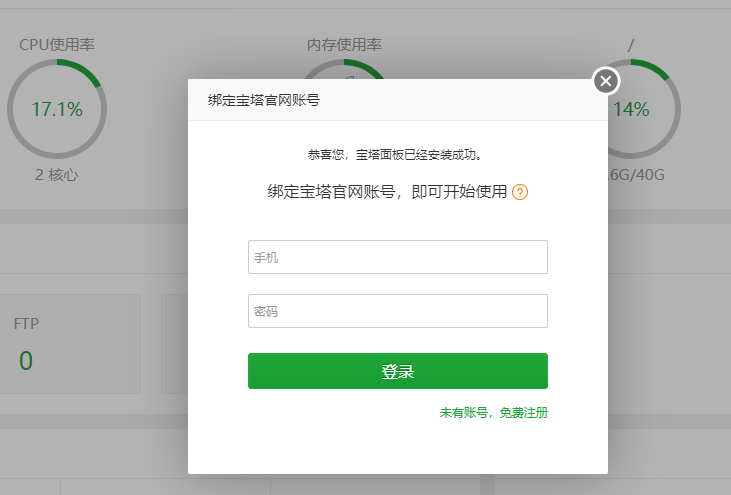 CPU使用率
内存使用率
/
17.1%
14%
2 核心
.6G/40G
绑定宝塔官网账号
恭喜您，宝塔面板已经安装成功。
绑定宝塔官网账号，即可开始使用 ?
手机
密码
登录
未有账号，免费注册
FTP
0